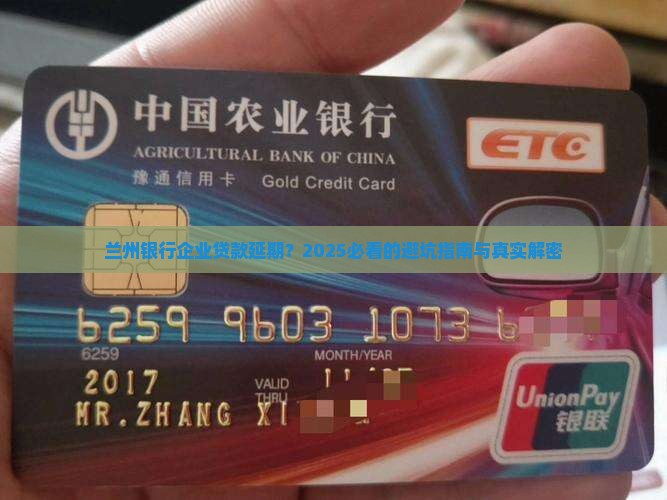 中国农业银行
AGRICULTURAL BANK OF CHINA
ETC
豫通信用卡 Gold Credit Card
兰州银行企业贷款延期？2025必看的避坑指南与真实解密
6259 9603 1073 6
6259
MONTH/YEAR
2017
VALID THRU
MR.ZHANG XI
UnionPay
银联